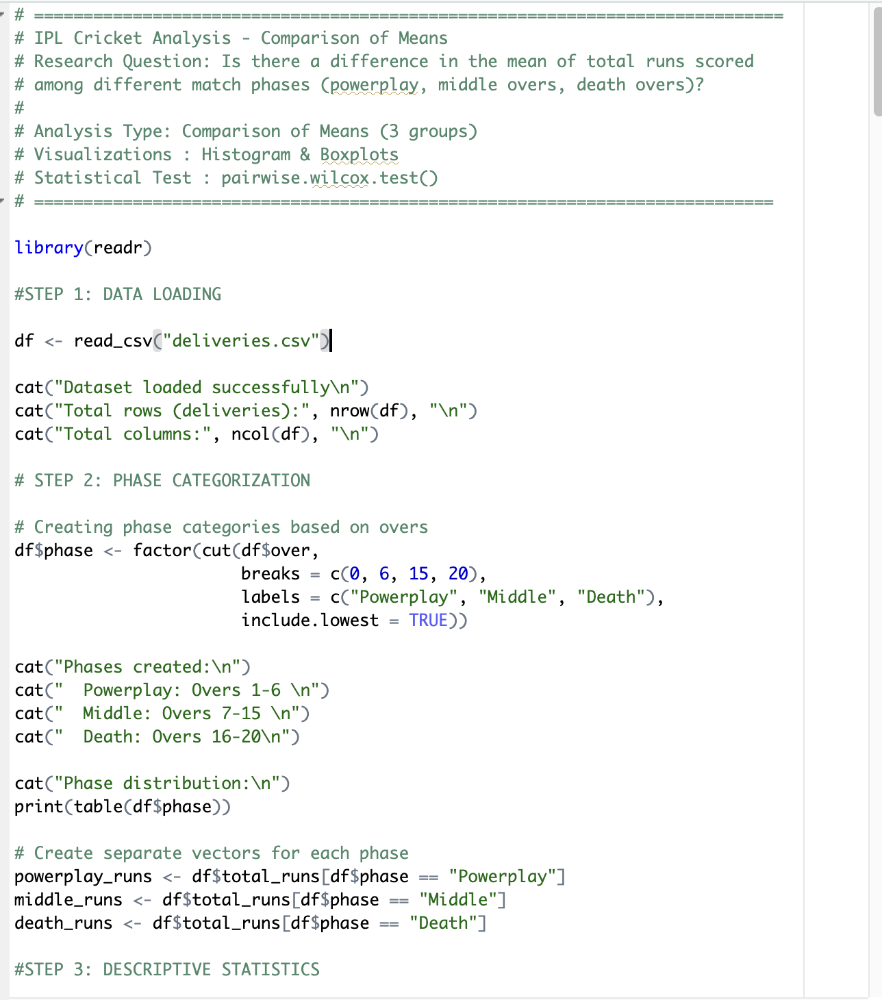 # ============================================================================
# IPL Cricket Analysis - Comparison of Means
# Research Question: Is there a difference in the mean of total runs scored
# among different match phases (powerplay, middle overs, death overs)?
#
# Analysis Type: Comparison of Means (3 groups)
# Visualizations : Histogram & Boxplots
# Statistical Test : pairwise.wilcox.test()
# ===========================================================================

library(readr)

#STEP 1: DATA LOADING

df <- read_csv("deliveries.csv")

cat("Dataset loaded successfully\n")
cat("Total rows (deliveries):", nrow(df), "\n")
cat("Total columns:", ncol(df), "\n")

# STEP 2: PHASE CATEGORIZATION

# Creating phase categories based on overs
df$phase <- factor(cut(df$over,
                       breaks = c(0, 6, 15, 20),
                       labels = c("Powerplay", "Middle", "Death"),
                       include.lowest = TRUE))

cat("Phases created:\n")
cat("  Powerplay: Overs 1-6 \n")
cat("  Middle: Overs 7-15 \n")
cat("  Death: Overs 16-20\n")

cat("Phase distribution:\n")
print(table(df$phase))

# Create separate vectors for each phase
powerplay_runs <- df$total_runs[df$phase == "Powerplay"]
middle_runs <- df$total_runs[df$phase == "Middle"]
death_runs <- df$total_runs[df$phase == "Death"]

#STEP 3: DESCRIPTIVE STATISTICS